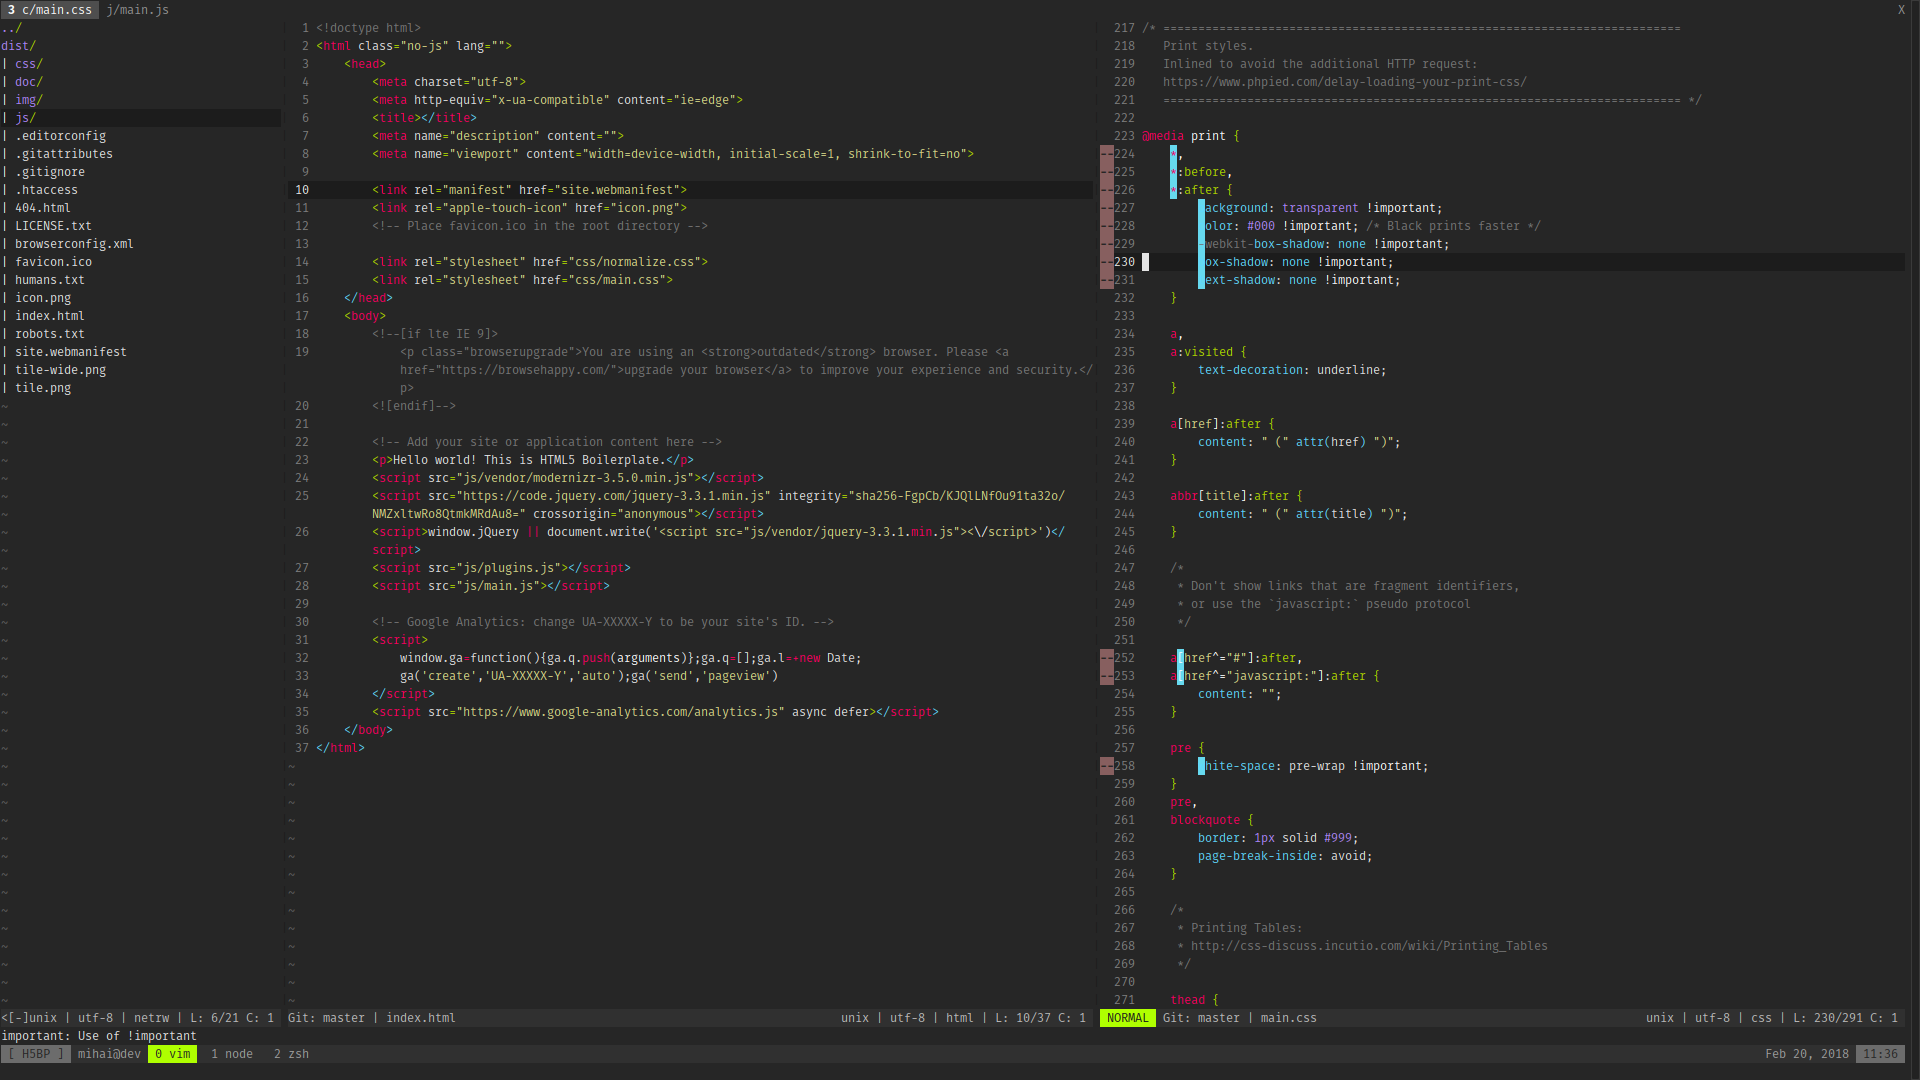 3 c/main.css j/main.js X
../
dist/
| css/
| doc/
| img/
| js/
| .editorconfig
| .gitattributes
| .gitignore
| .htaccess
| 404.html
| LICENSE.txt
| browserconfig.xml
| favicon.ico
| humans.txt
| icon.png
| index.html
| robots.txt
| site.webmanifest
| tile-wide.png
| tile.png
<[-]unix | utf-8 | netrw | L: 6/21 C: 1
1 <!doctype html>
2 <html class="no-js" lang="">
3 <head>
4 <meta charset="utf-8">
5 <meta http-equiv="x-ua-compatible" content="ie=edge">
6 <title></title>
7 <meta name="description" content="">
8 <meta name="viewport" content="width=device-width, initial-scale=1, shrink-to-fit=no">
9
10 <link rel="manifest" href="site.webmanifest">
11 <link rel="apple-touch-icon" href="icon.png">
12 <!-- Place favicon.ico in the root directory -->
13
14 <link rel="stylesheet" href="css/normalize.css">
15 <link rel="stylesheet" href="css/main.css">
16 </head>
17 <body>
18 <!--[if lte IE 9]>
19 <p class="browserupgrade">You are using an <strong>outdated</strong> browser. Please <a
href="https://browsehappy.com/">upgrade your browser</a> to improve your experience and security.</
p>
20 <![endif]-->
21
22 <!-- Add your site or application content here -->
23 <p>Hello world! This is HTML5 Boilerplate.</p>
24 <script src="js/vendor/modernizr-3.5.0.min.js"></script>
25 <script src="https://code.jquery.com/jquery-3.3.1.min.js" integrity="sha256-FgpCb/KJQlLNfOu91ta32o/
NMZxltwRo8QtmkMRdAu8=" crossorigin="anonymous"></script>
26 <script>window.jQuery || document.write('<script src="js/vendor/jquery-3.3.1.min.js"><\/script>')</
script>
27 <script src="js/plugins.js"></script>
28 <script src="js/main.js"></script>
29
30 <!-- Google Analytics: change UA-XXXXX-Y to be your site's ID. -->
31 <script>
32 window.ga=function(){ga.q.push(arguments)};ga.q=[];ga.l=+new Date;
33 ga('create','UA-XXXXX-Y','auto');ga('send','pageview')
34 </script>
35 <script src="https://www.google-analytics.com/analytics.js" async defer></script>
36 </body>
37 </html>
Git: master | index.html unix | utf-8 | html | L: 10/37 C: 1
217 /* ==========================================================================
218 Print styles.
219 Inlined to avoid the additional HTTP request:
220 https://www.phpied.com/delay-loading-your-print-css/
221 ========================================================================== */
222
223 @media print {
--224 *,
--225 *:before,
--226 *:after {
--227 ackground: transparent !important;
--228 olor: #000 !important; /* Black prints faster */
--229 -webkit-box-shadow: none !important;
--230 ox-shadow: none !important;
--231 ext-shadow: none !important;
232 }
233
234 a,
235 a:visited {
236 text-decoration: underline;
237 }
238
239 a[href]:after {
240 content: " (" attr(href) ")";
241 }
242
243 abbr[title]:after {
244 content: " (" attr(title) ")";
245 }
246
247 /*
248 * Don't show links that are fragment identifiers,
249 * or use the `javascript:` pseudo protocol
250 */
251
--252 a[href^="#"]:after,
--253 a[href^="javascript:"]:after {
254 content: "";
255 }
256
257 pre {
--258 hite-space: pre-wrap !important;
259 }
260 pre,
261 blockquote {
262 border: 1px solid #999;
263 page-break-inside: avoid;
264 }
265
266 /*
267 * Printing Tables:
268 * http://css-discuss.incutio.com/wiki/Printing_Tables
269 */
270
271 thead {
NORMAL Git: master | main.css unix | utf-8 | css | L: 230/291 C: 1
important: Use of !important
[ H5BP ] mihai@dev 0 vim 1 node 2 zsh Feb 20, 2018 11:36